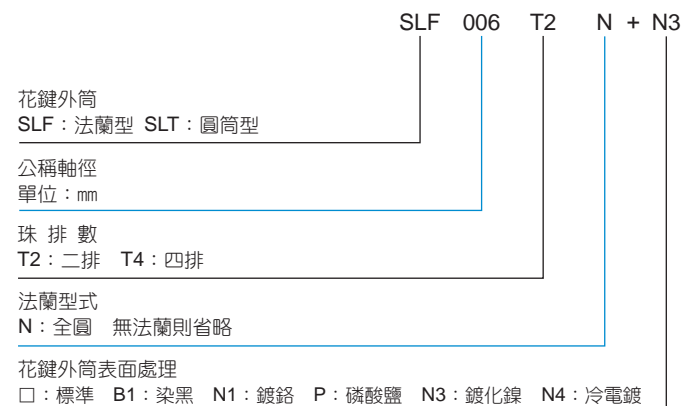 SLF 006 T2 N + N3
花鍵外筒
SLF：法蘭型 SLT：圓筒型
公稱軸徑
單位：mm
珠 排 數
T2：二排 T4：四排
法蘭型式
N：全圓 無法蘭則省略
花鍵外筒表面處理
□：標準 B1：染黑 N1：鍍鉻 P：磷酸鹽 N3：鍍化鎳 N4：冷電鍍